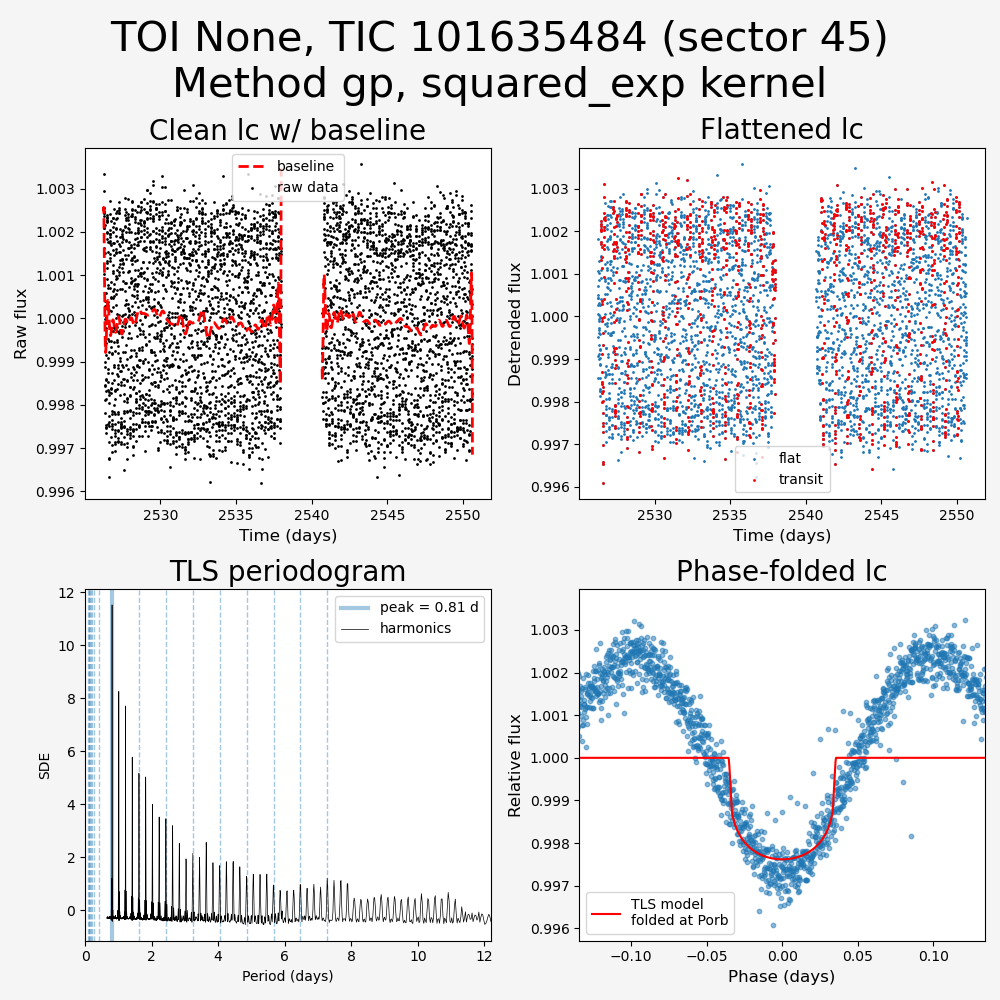 TOI None, TIC 101635484 (sector 45)
Method gp, squared_exp kernel
Clean lc w/ baseline
baseline
raw data
1.003
1.002
1.001
1.000
0.999
0.998
0.997
0.996
Raw flux
2530
2535
2540
2545
2550
Time (days)
Flattened lc
flat
transit
1.003
1.002
1.001
1.000
0.999
0.998
0.997
0.996
Detrended flux
2530
2535
2540
2545
2550
Time (days)
TLS periodogram
peak = 0.81 d
harmonics
12
10
8
6
4
2
0
SDE
0
2
4
6
8
10
12
Period (days)
Phase-folded lc
1.003
1.002
1.001
1.000
0.999
0.998
0.997
0.996
Relative flux
TLS model
folded at Porb
−0.10
−0.05
0.00
0.05
0.10
Phase (days)